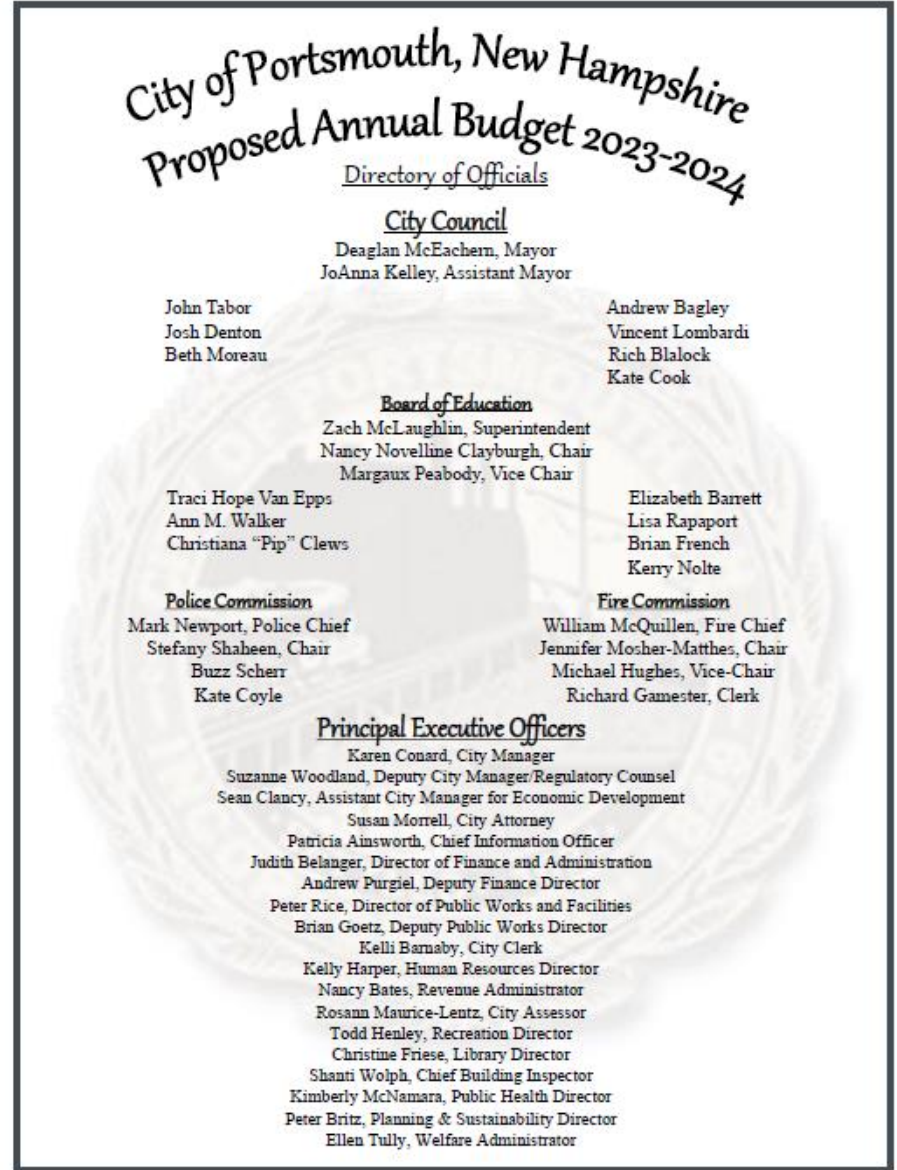 City of Portsmouth, New Hampshire
Proposed Annual Budget 2023-2024
Directory of Officials
City Council
Deaglan McEachern, Mayor
JoAnna Kelley, Assistant Mayor
John Tabor
Josh Denton
Beth Moreau
Andrew Bagley
Vincent Lombardi
Rich Blalock
Kate Cook
Board of Education
Zach McLaughlin, Superintendent
Nancy Novelline Clayburgh, Chair
Margaux Peabody, Vice Chair
Traci Hope Van Epps
Ann M. Walker
Christiana “Pip” Clews
Elizabeth Barrett
Lisa Rapaport
Brian French
Kerry Nolte
Police Commission
Mark Newport, Police Chief
Stefany Shaheen, Chair
Buzz Scherr
Kate Coyle
Fire Commission
William McQuillen, Fire Chief
Jennifer Mosher-Matthes, Chair
Michael Hughes, Vice-Chair
Richard Gamester, Clerk
Principal Executive Officers
Karen Conard, City Manager
Suzanne Woodland, Deputy City Manager/Regulatory Counsel
Sean Clancy, Assistant City Manager for Economic Development
Susan Morrell, City Attorney
Patricia Ainsworth, Chief Information Officer
Judith Belanger, Director of Finance and Administration
Andrew Purgiel, Deputy Finance Director
Peter Rice, Director of Public Works and Facilities
Brian Goetz, Deputy Public Works Director
Kelli Barnaby, City Clerk
Kelly Harper, Human Resources Director
Nancy Bates, Revenue Administrator
Rosann Maurice-Lentz, City Assessor
Todd Henley, Recreation Director
Christine Friese, Library Director
Shanti Wolph, Chief Building Inspector
Kimberly McNamara, Public Health Director
Peter Britz, Planning & Sustainability Director
Ellen Tully, Welfare Administrator